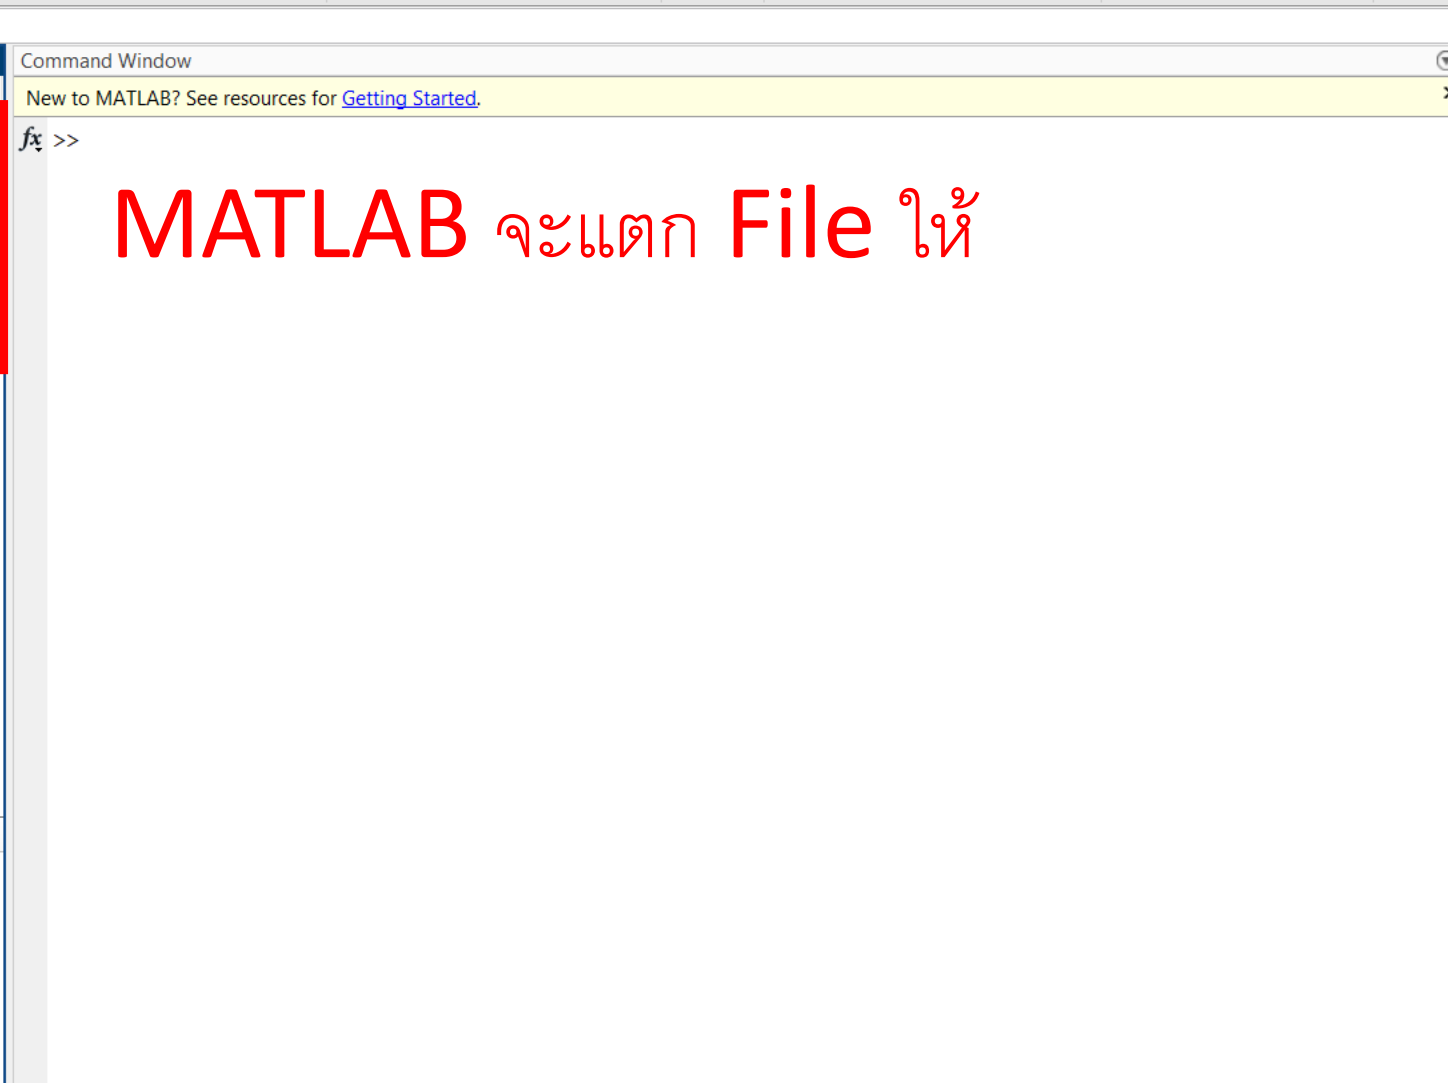 Command Window
New to MATLAB? See resources for Getting Started.
fx >>
MATLAB จะแตก File ให้